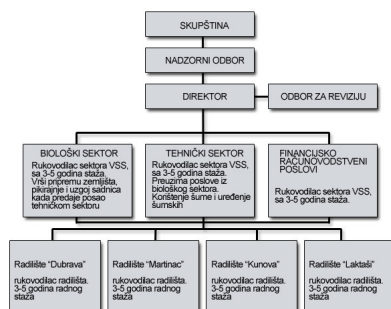 SKUPŠTINA
NADZORNI ODBOR
DIREKTOR
ODBOR ZA REVIZIJU
BIOLOŠKI SEKTOR
Rukovodilac sektora VSS,
sa 3-5 godina staža.
Vrši pripremu zemljišta,
pikiranje i uzgoj sadnica
kada predaje posao
tehničkom sektoru
TEHNIČKI SEKTOR
Rukovodilac sektora VSS,
sa 3-5 godina staža.
Preuzima poslove iz
biološkog sektora.
Korištenje šume i uređenje
šumskih
FINANCIJSKO
RAČUNOVODSTVENI
POSLOVI
Rukovodilac sektora VSS,
sa 3-5 godina staža.
Radilište "Dubrava"
rukovodilac radilišta.
3-5 godina radnog
staža
Radilište "Martinac"
rukovodilac radilišta.
3-5 godina radnog
staža
Radilište "Kunova"
rukovodilac radilišta.
3-5 godina radnog
staža
Radilište "Laktaši"
rukovodilac radilišta.
3-5 godina radnog
staža